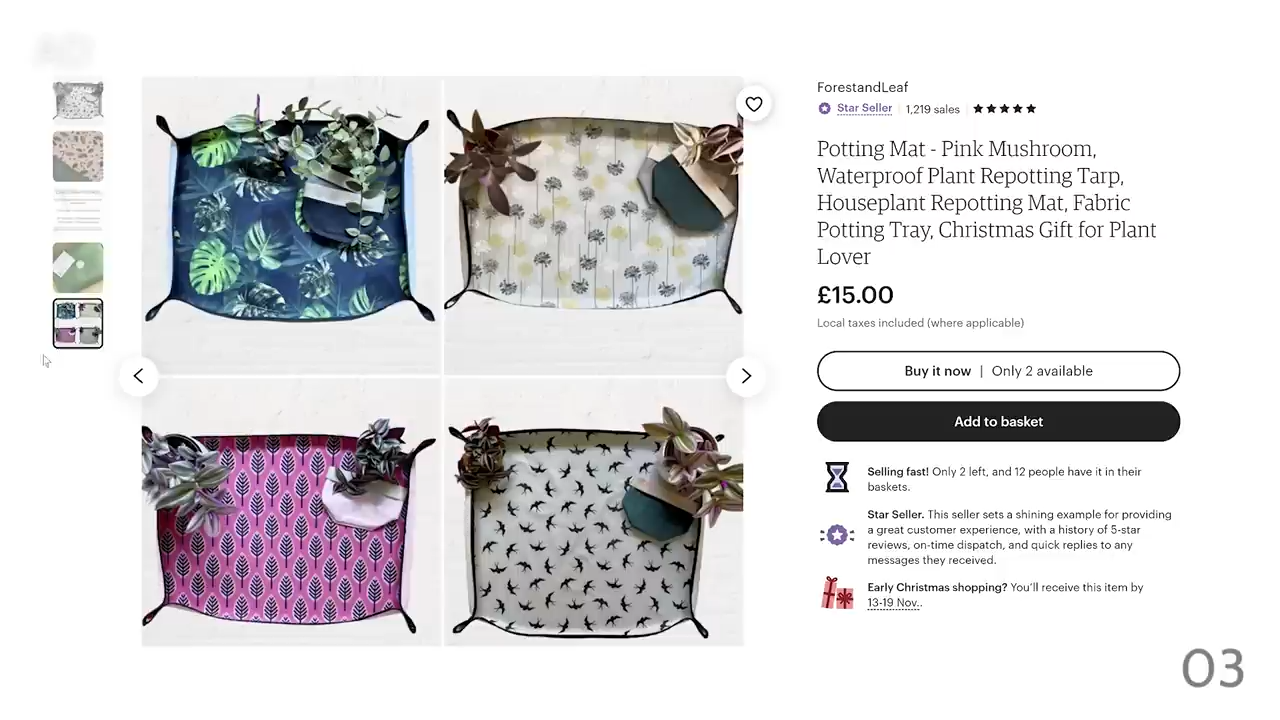 ForestandLeaf
Star Seller | 1,219 sales | ★★★★★
Potting Mat - Pink Mushroom,
Waterproof Plant Repotting Tarp,
Houseplant Repotting Mat, Fabric
Potting Tray, Christmas Gift for Plant
Lover
£15.00
Local taxes included (where applicable)
Buy it now | Only 2 available
Add to basket
Selling fast! Only 2 left, and 12 people have it in their
baskets.
Star Seller. This seller sets a shining example for providing
a great customer experience, with a history of 5-star
reviews, on-time dispatch, and quick replies to any
messages they received.
Early Christmas shopping? You'll receive this item by
13-19 Nov..
03